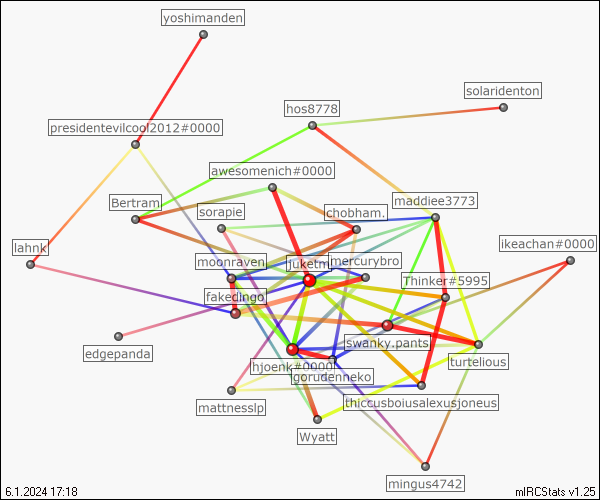 yoshimanden
solaridenton
hos8778
presidentevilcool2012#0000
awesomenich#0000
maddiee3773
Bertram
sorapie
chobham.
lahnk
ikeachan#0000
moonraven
juketm
mercurybro
Thinker#5995
fakedingo
swanky.pants
edgepanda
hjoenk#0000
turtelious
gorudenneko
thiccusboiusalexusjoneus
mattnesslp
Wyatt
mingus4742
6.1.2024 17:18
mIRCStats v1.25